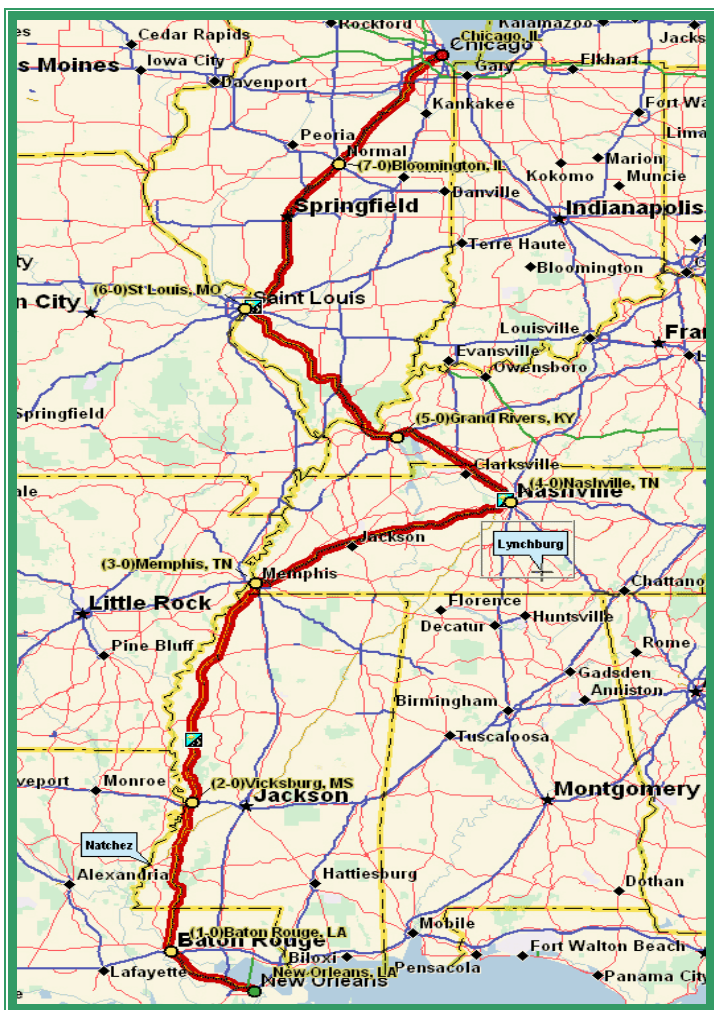 Rockford
Chicago, IL
Kalamazoo
Cedar Rapids
Chicago
Jacks
es
Iowa City
s Moines
Davenport
Gary
Elkhart
Kankakee
Fort Wa
Peoria
Lima
Normal
(7-0)Bloomington, IL
Marion
Kokomo
Muncie
Danville
Springfield
Indianapolis
Terre Haute
ty
Bloomington
(6-0)St Louis, MO
Saint Louis
n City
Louisville
Fran
Evansville
Owensboro
Springfield
(5-0)Grand Rivers, KY
Clarksville
(4-0)Nashville, TN
Nashville
ale
Jackson
Lynchburg
(3-0)Memphis, TN
Memphis
Chattano
Little Rock
Florence
Huntsville
Decatur
Pine Bluff
Rome
Gadsden
Anniston
Birmingham
Tuscaloosa
veport
Monroe
(2-0)Vicksburg, MS
Jackson
Montgomery
Natchez
Alexandria
Hattiesburg
Dothan
(1-0)Baton Rouge, LA
Baton Rouge
Mobile
Biloxi
Fort Walton Beach
Lafayette
New Orleans, LA
Pensacola
New Orleans
Panama City